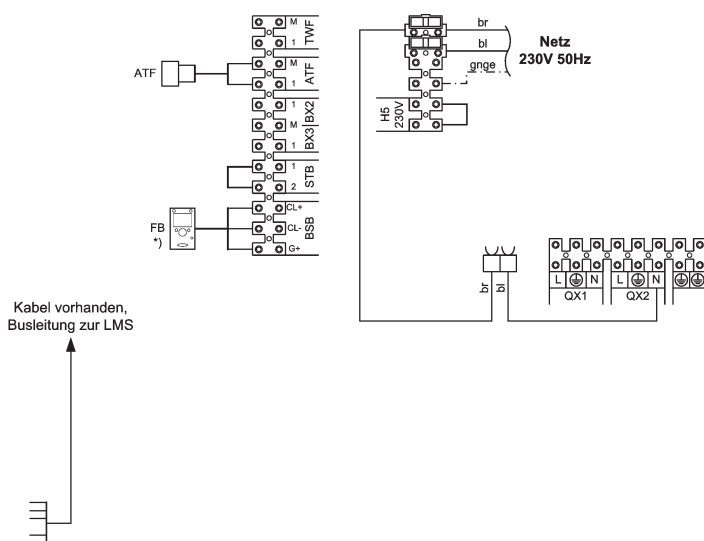 M
TWF
1
M
ATF
ATF
1
1
BX2
M
BX3
1
1
STB
2
CL+
FB
*)
CL-
BSB
G+
br
bl
Netz
230V 50Hz
gnge
H5
230V
br
bl
L N L N
QX1 QX2
Kabel vorhanden,
Busleitung zur LMS